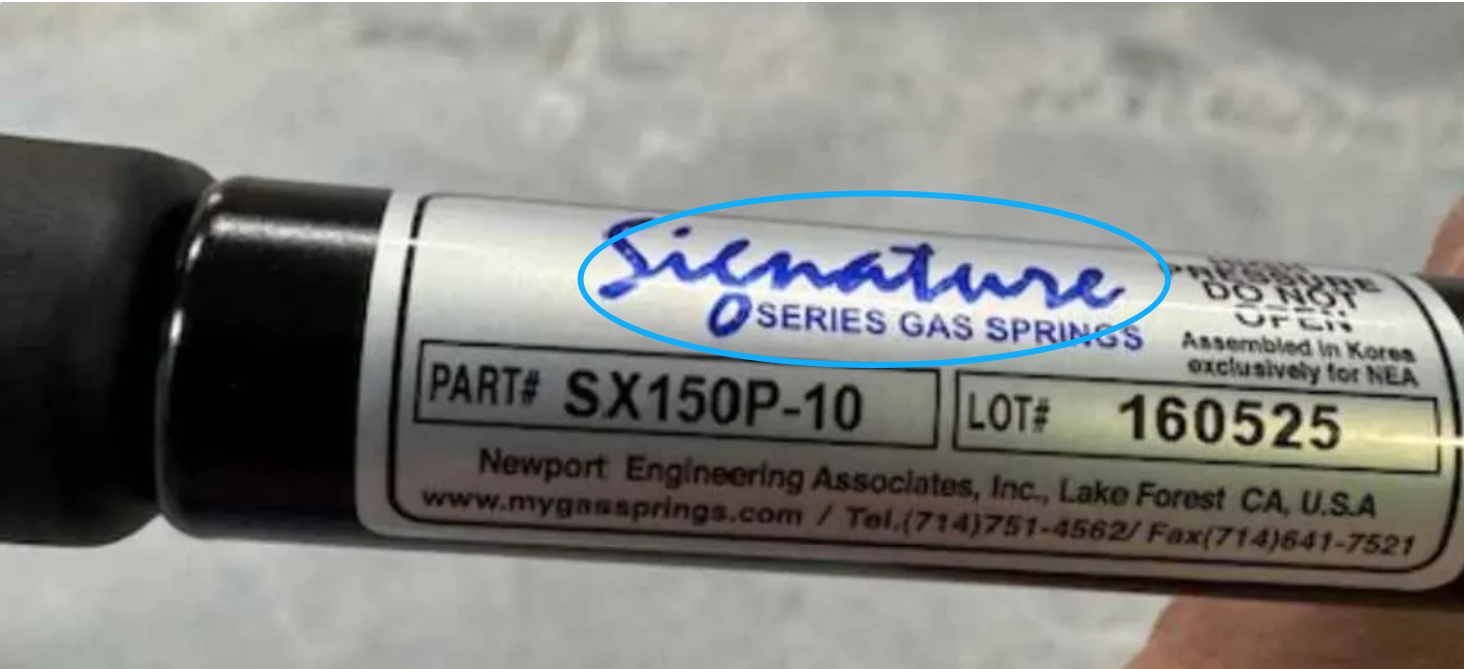 Signature
SERIES GAS SPRINGS
PRESSURE
DO NOT
OPEN
Assembled in Korea
exclusively for NEA
PART# SX150P-10
LOT# 160525
Newport Engineering Associates, Inc., Lake Forest CA, U.S.A
www.mygassprings.com / Tel.(714)751-4562/ Fax(714)641-7521